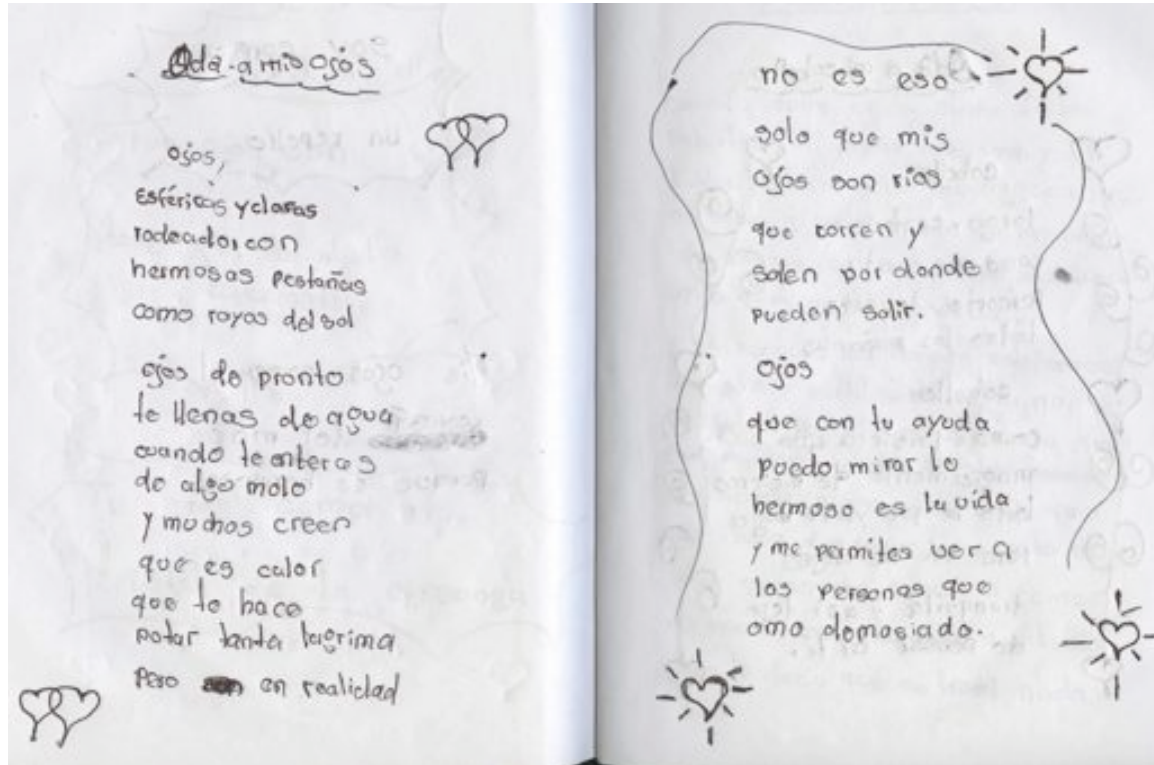 Oda a mis ojos
ojos,
Esféricos y claros
rodeados con
hermosas pestañas
como rayos del sol
ojos de pronto
te llenas de agua
cuando te enteras
de algo malo
y muchos creen
que es calor
que te hace
potar tanta lagrima
Pero en realidad
no es eso
solo que mis
ojos son rios
que corren y
salen por donde
pueden salir.
ojos
que con tu ayuda
puedo mirar lo
hermoso es la vida
y me permites ver a
las personas que
amo demasiado.